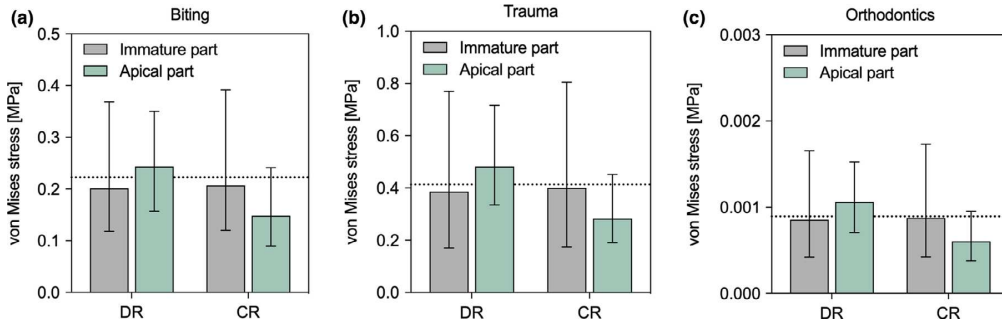 (a)
Biting
von Mises stress [MPa]
0.5
0.4
0.3
0.2
0.1
0.0
Immature part
Apical part
DR
CR
(b)
Trauma
von Mises stress [MPa]
1.0
0.8
0.6
0.4
0.2
0.0
Immature part
Apical part
DR
CR
(c)
Orthodontics
von Mises stress [MPa]
0.003
0.002
0.001
0.000
Immature part
Apical part
DR
CR